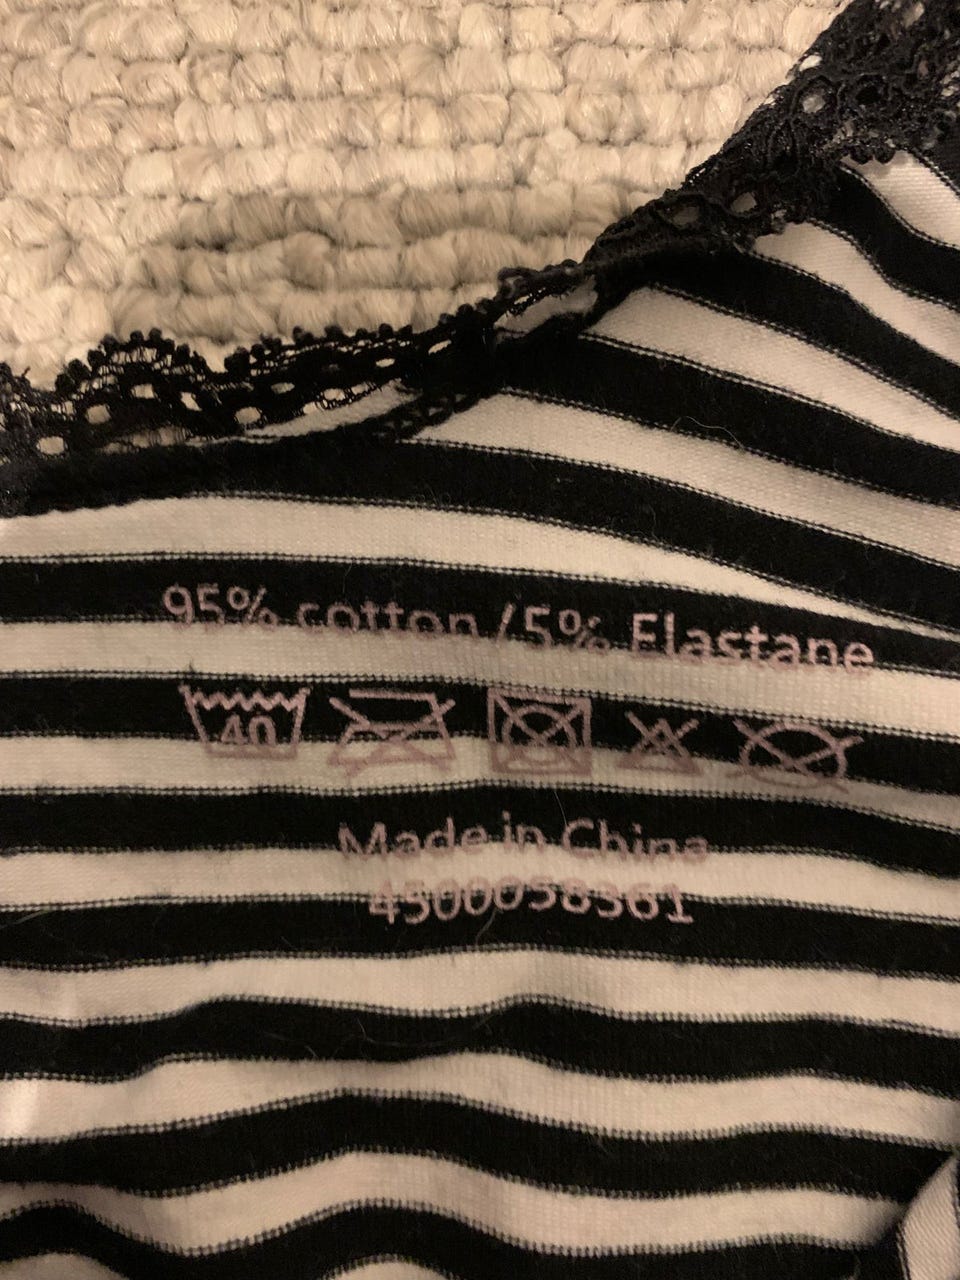 95% cotton / 5% Elastane
40
Made in China
4500058361